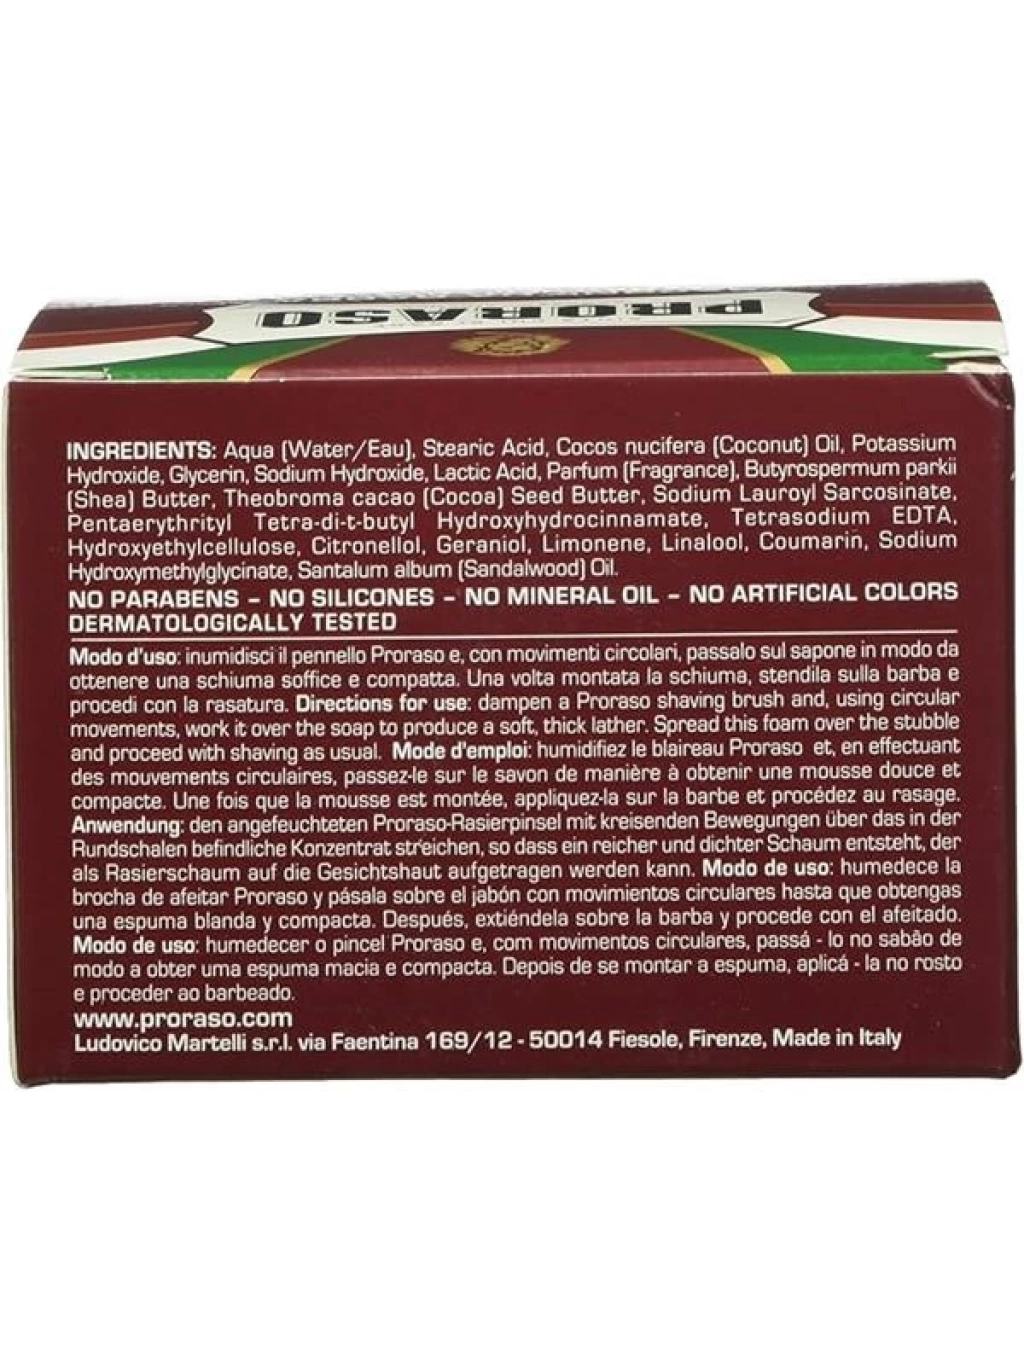 PRORASO
INGREDIENTS: Aqua (Water/Eau), Stearic Acid, Cocos nucifera (Coconut) Oil, Potassium
Hydroxide, Glycerin, Sodium Hydroxide, Lactic Acid, Parfum (Fragrance), Butyrospermum parkii
(Shea) Butter, Theobroma cacao (Cocoa) Seed Butter, Sodium Lauroyl Sarcosinate,
Pentaerythrityl Tetra-di-t-butyl Hydroxyhydrocinnamate, Tetrasodium EDTA,
Hydroxyethylcellulose, Citronellol, Geraniol, Limonene, Linalool, Coumarin, Sodium
Hydroxymethylglycinate, Santalum album (Sandalwood) Oil.
NO PARABENS – NO SILICONES – NO MINERAL OIL – NO ARTIFICIAL COLORS
DERMATOLOGICALLY TESTED
Modo d'uso: inumidisci il pennello Proraso e, con movimenti circolari, passalo sul sapone in modo da
ottenere una schiuma soffice e compatta. Una volta montata la schiuma, stendila sulla barba e
procedi con la rasatura. Directions for use: dampen a Proraso shaving brush and, using circular
movements, work it over the soap to produce a soft, thick lather. Spread this foam over the stubble
and proceed with shaving as usual. Mode d'emploi: humidifiez le blaireau Proraso et, en effectuant
des mouvements circulaires, passez-le sur le savon de manière à obtenir une mousse douce et
compacte. Une fois que la mousse est montée, appliquez-la sur la barbe et procédez au rasage.
Anwendung: den angefeuchteten Proraso-Rasierpinsel mit kreisenden Bewegungen über das in der
Rundschalen befindliche Konzentrat streichen, so dass ein reicher und dichter Schaum entsteht, der
als Rasierschaum auf die Gesichtshaut aufgetragen werden kann. Modo de uso: humedece la
brocha de afeitar Proraso y pásala sobre el jabón con movimientos circulares hasta que obtengas
una espuma blanda y compacta. Después, extiéndela sobre la barba y procede con el afeitado.
Modo de uso: humedecer o pincel Proraso e, com movimentos circulares, passá - lo no sabão de
modo a obter uma espuma macia e compacta. Depois de se montar a espuma, aplicá - la no rosto
e proceder ao barbeado.
www.proraso.com
Ludovico Martelli s.r.l. via Faentina 169/12 - 50014 Fiesole, Firenze, Made in Italy